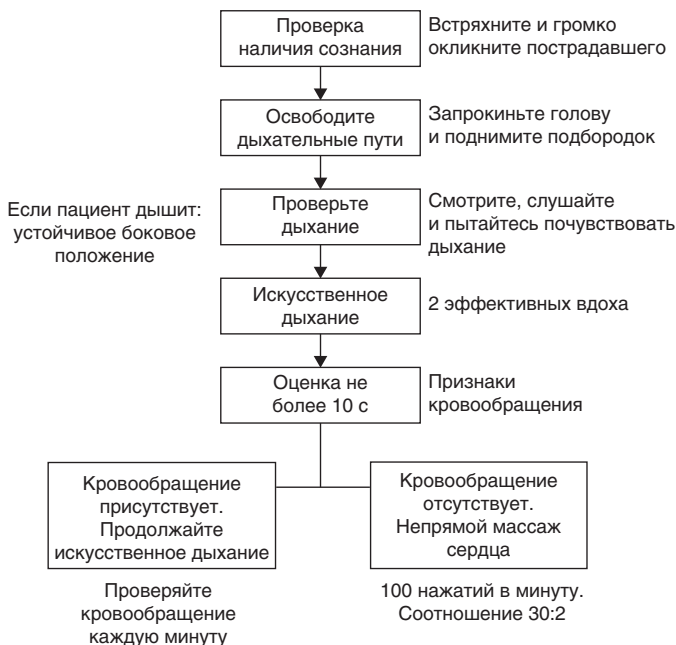 Проверка
наличия сознания
Встряхните и громко
окликните пострадавшего
Освободите
дыхательные пути
Запрокиньте голову
и поднимите подбородок
Если пациент дышит:
устойчивое боковое
положение
Проверьте
дыхание
Смотрите, слушайте
и пытайтесь почувствовать
дыхание
Искусственное
дыхание
2 эффективных вдоха
Оценка не
более 10 с
Признаки
кровообращения
Кровообращение
присутствует.
Продолжайте
искусственное дыхание
Кровообращение
отсутствует.
Непрямой массаж
сердца
Проверяйте
кровообращение
каждую минуту
100 нажатий в минуту.
Соотношение 30:2